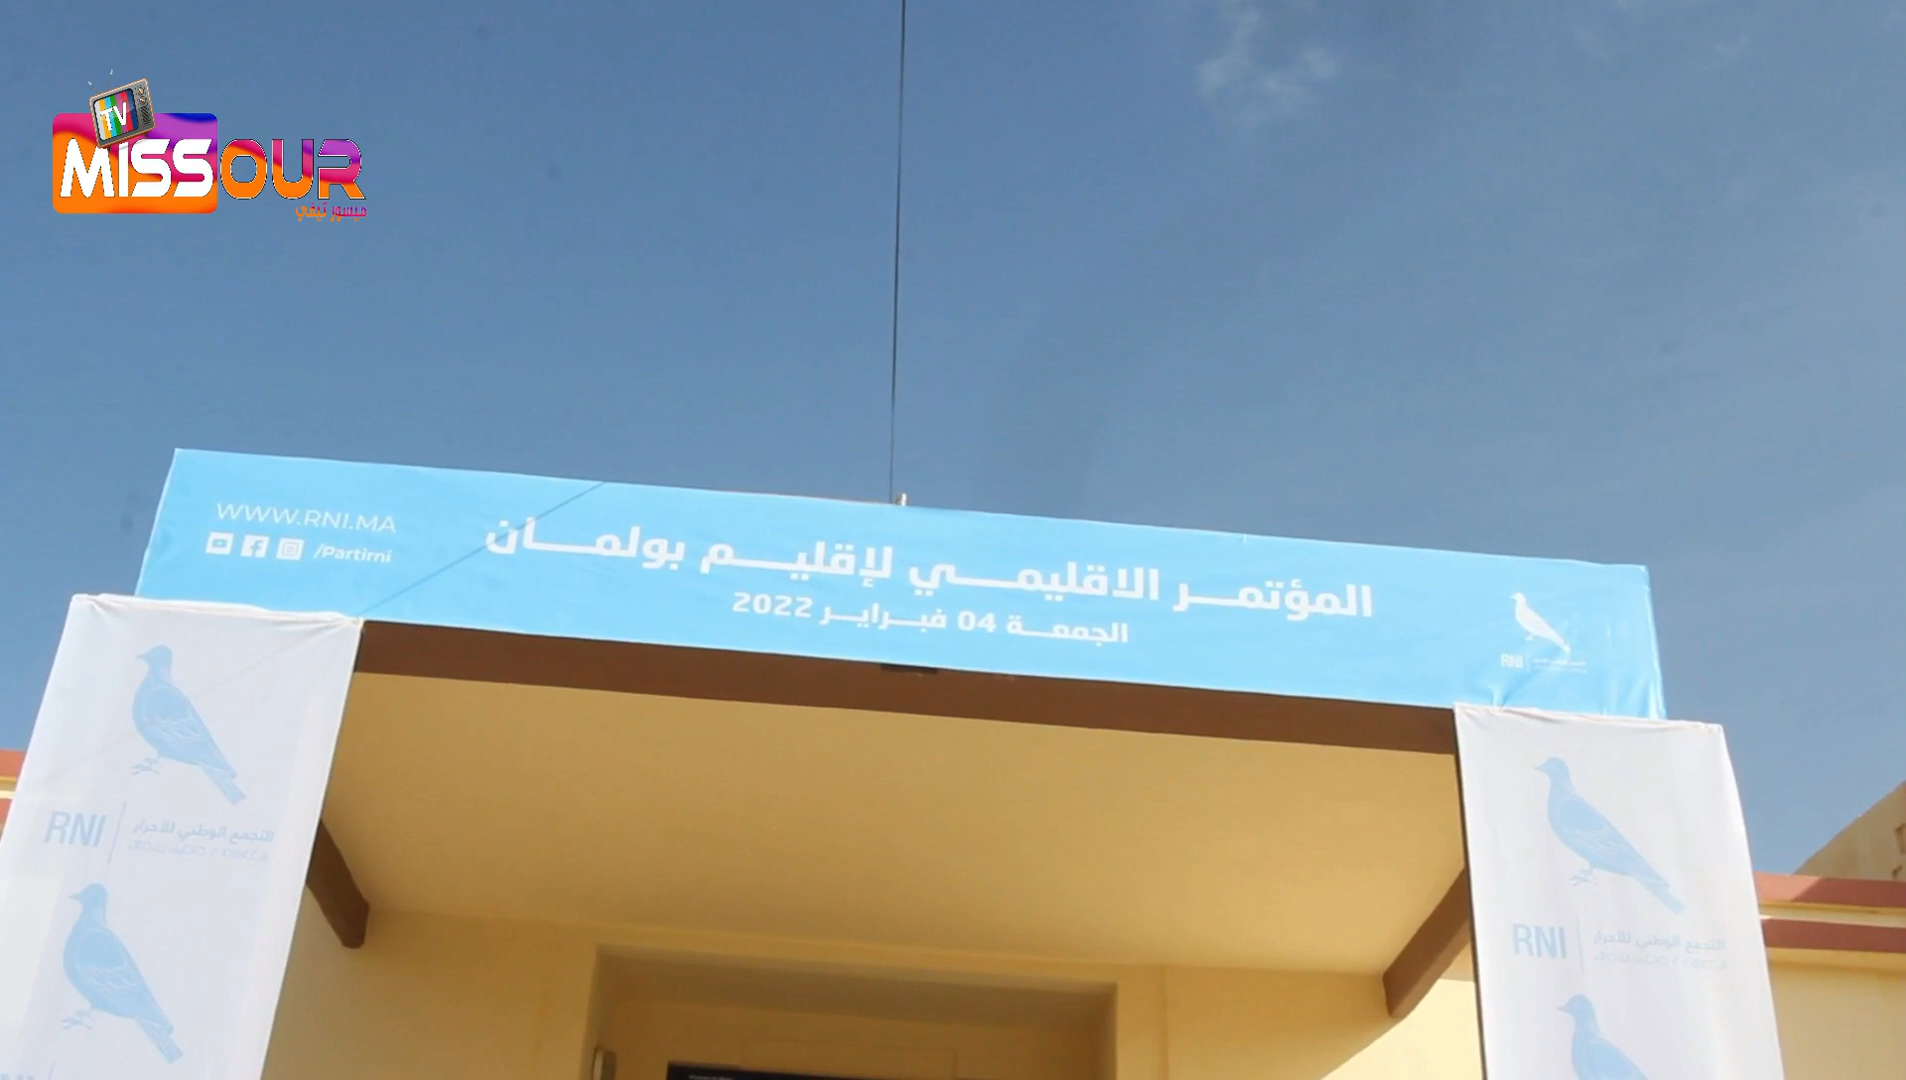 TV
MISSOUR
ميسور تيفي
WWW.RNI.MA
/Partirni
المؤتمر الاقليمي لإقليم بولمان
الجمعة 04 فبراير 2022
RNI
RNI
التجمع الوطني للأحرار
RNI
التجمع الوطني للأحرار